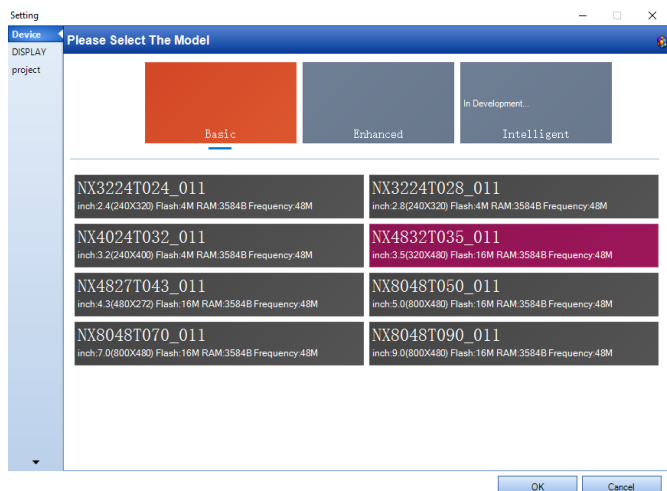 Setting
Device
DISPLAY
project
Please Select The Model
Basic
Enhanced
In Development...
Intelligent
NX3224T024_011
inch:2.4(240X320) Flash:4M RAM:3584B Frequency:48M
NX3224T028_011
inch:2.8(240X320) Flash:4M RAM:3584B Frequency:48M
NX4024T032_011
inch:3.2(240X400) Flash:4M RAM:3584B Frequency:48M
NX4832T035_011
inch:3.5(320X480) Flash:16M RAM:3584B Frequency:48M
NX4827T043_011
inch:4.3(480X272) Flash:16M RAM:3584B Frequency:48M
NX8048T050_011
inch:5.0(800X480) Flash:16M RAM:3584B Frequency:48M
NX8048T070_011
inch:7.0(800X480) Flash:16M RAM:3584B Frequency:48M
NX8048T090_011
inch:9.0(800X480) Flash:16M RAM:3584B Frequency:48M
OK
Cancel